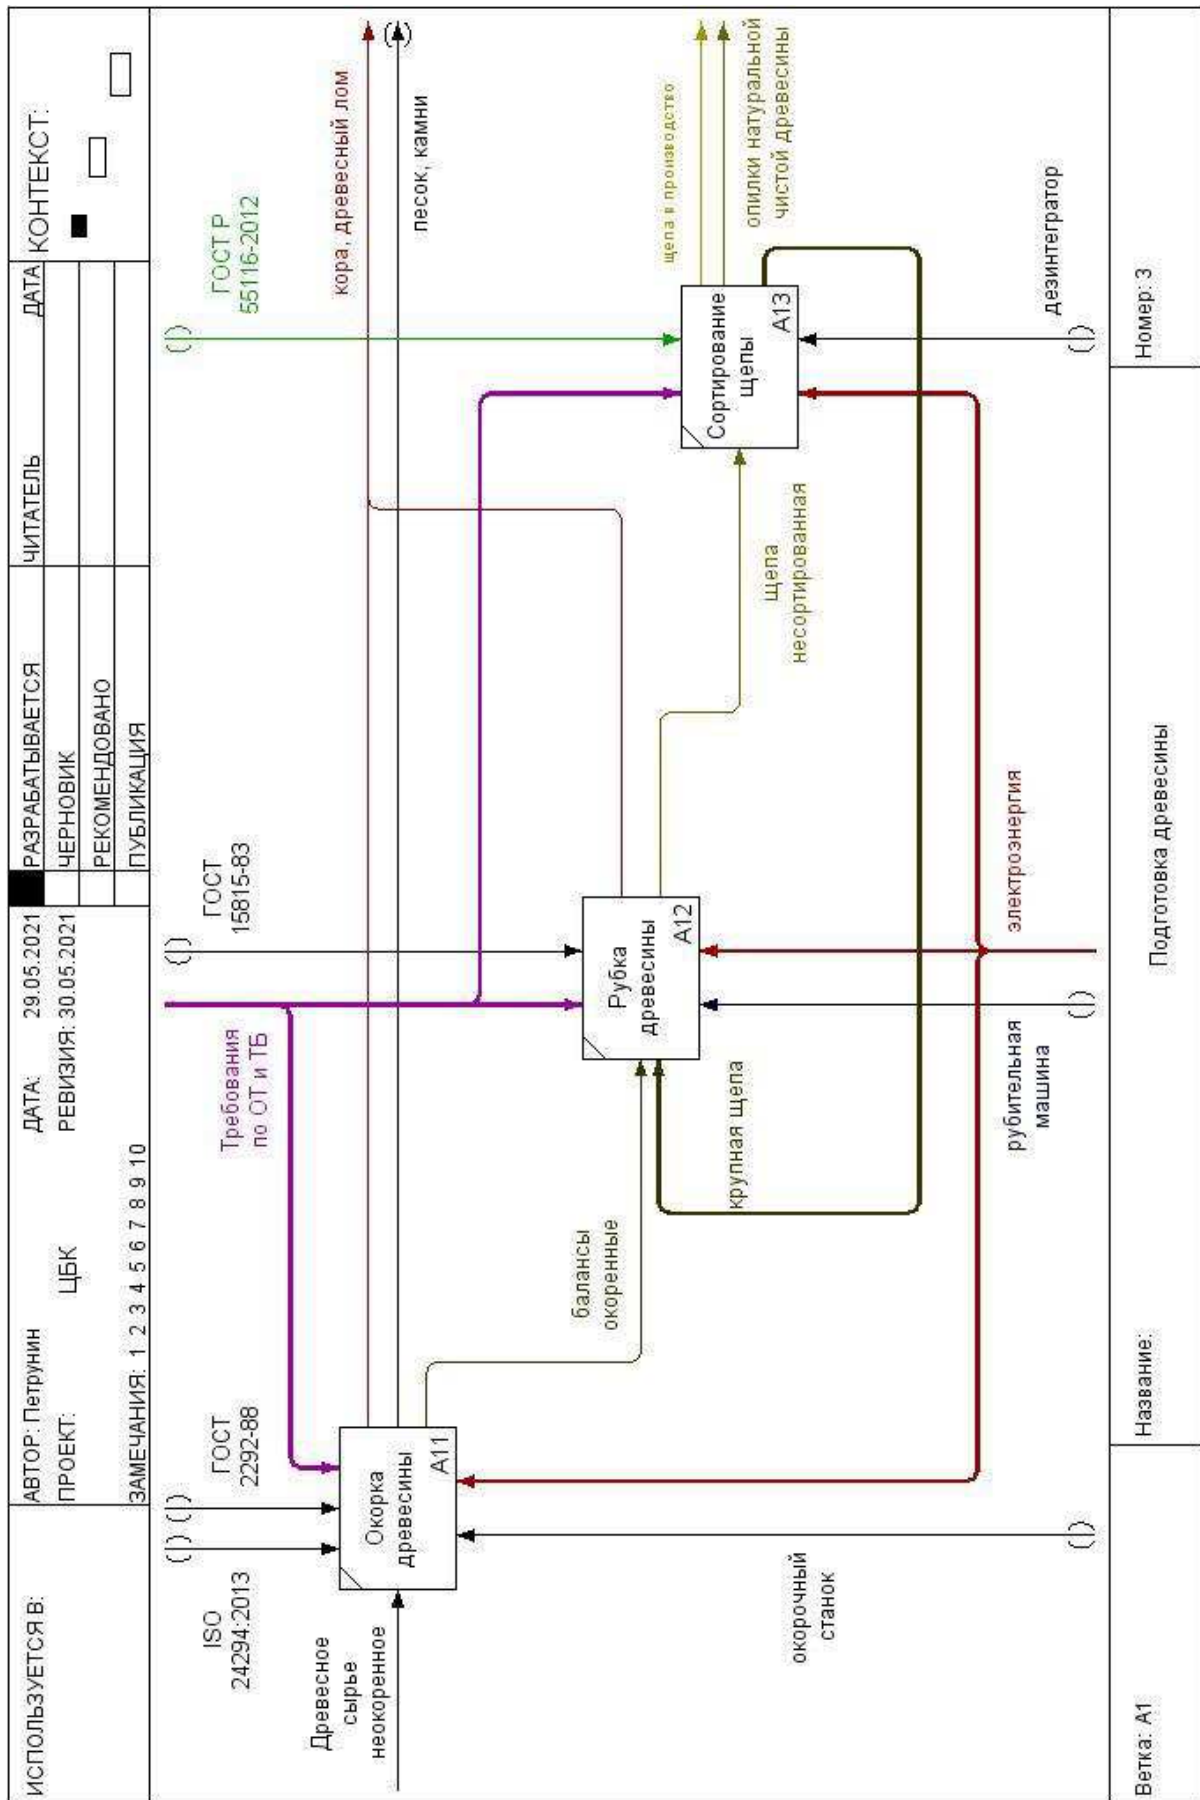 ИСПОЛЬЗУЕТСЯ В:
АВТОР: Петрунин
ДАТА: 29.05.2021
РАЗРАБАТЫВАЕТСЯ
ЧИТАТЕЛЬ
ДАТА
КОНТЕКСТ:
ПРОЕКТ: ЦБК
РЕВИЗИЯ: 30.05.2021
ЧЕРНОВИК
РЕКОМЕНДОВАНО
ЗАМЕЧАНИЯ: 1 2 3 4 5 6 7 8 9 10
ПУБЛИКАЦИЯ
ISO
24294:2013
ГОСТ
2292-88
Требования
по ОТ и ТБ
ГОСТ
15815-83
ГОСТ Р
55116-2012
Древесное
сырье
неокоренное
Окорка
древесины
A11
кора, древесный лом
песок, камни
балансы
окоренные
Рубка
древесины
A12
крупная щепа
щепа
несортированная
Сортирование
щепы
A13
щепа в производство
опилки натуральной
чистой древесины
окорочный
станок
рубительная
машина
электроэнергия
дезинтегратор
Ветка: A1
Название:
Подготовка древесины
Номер: 3